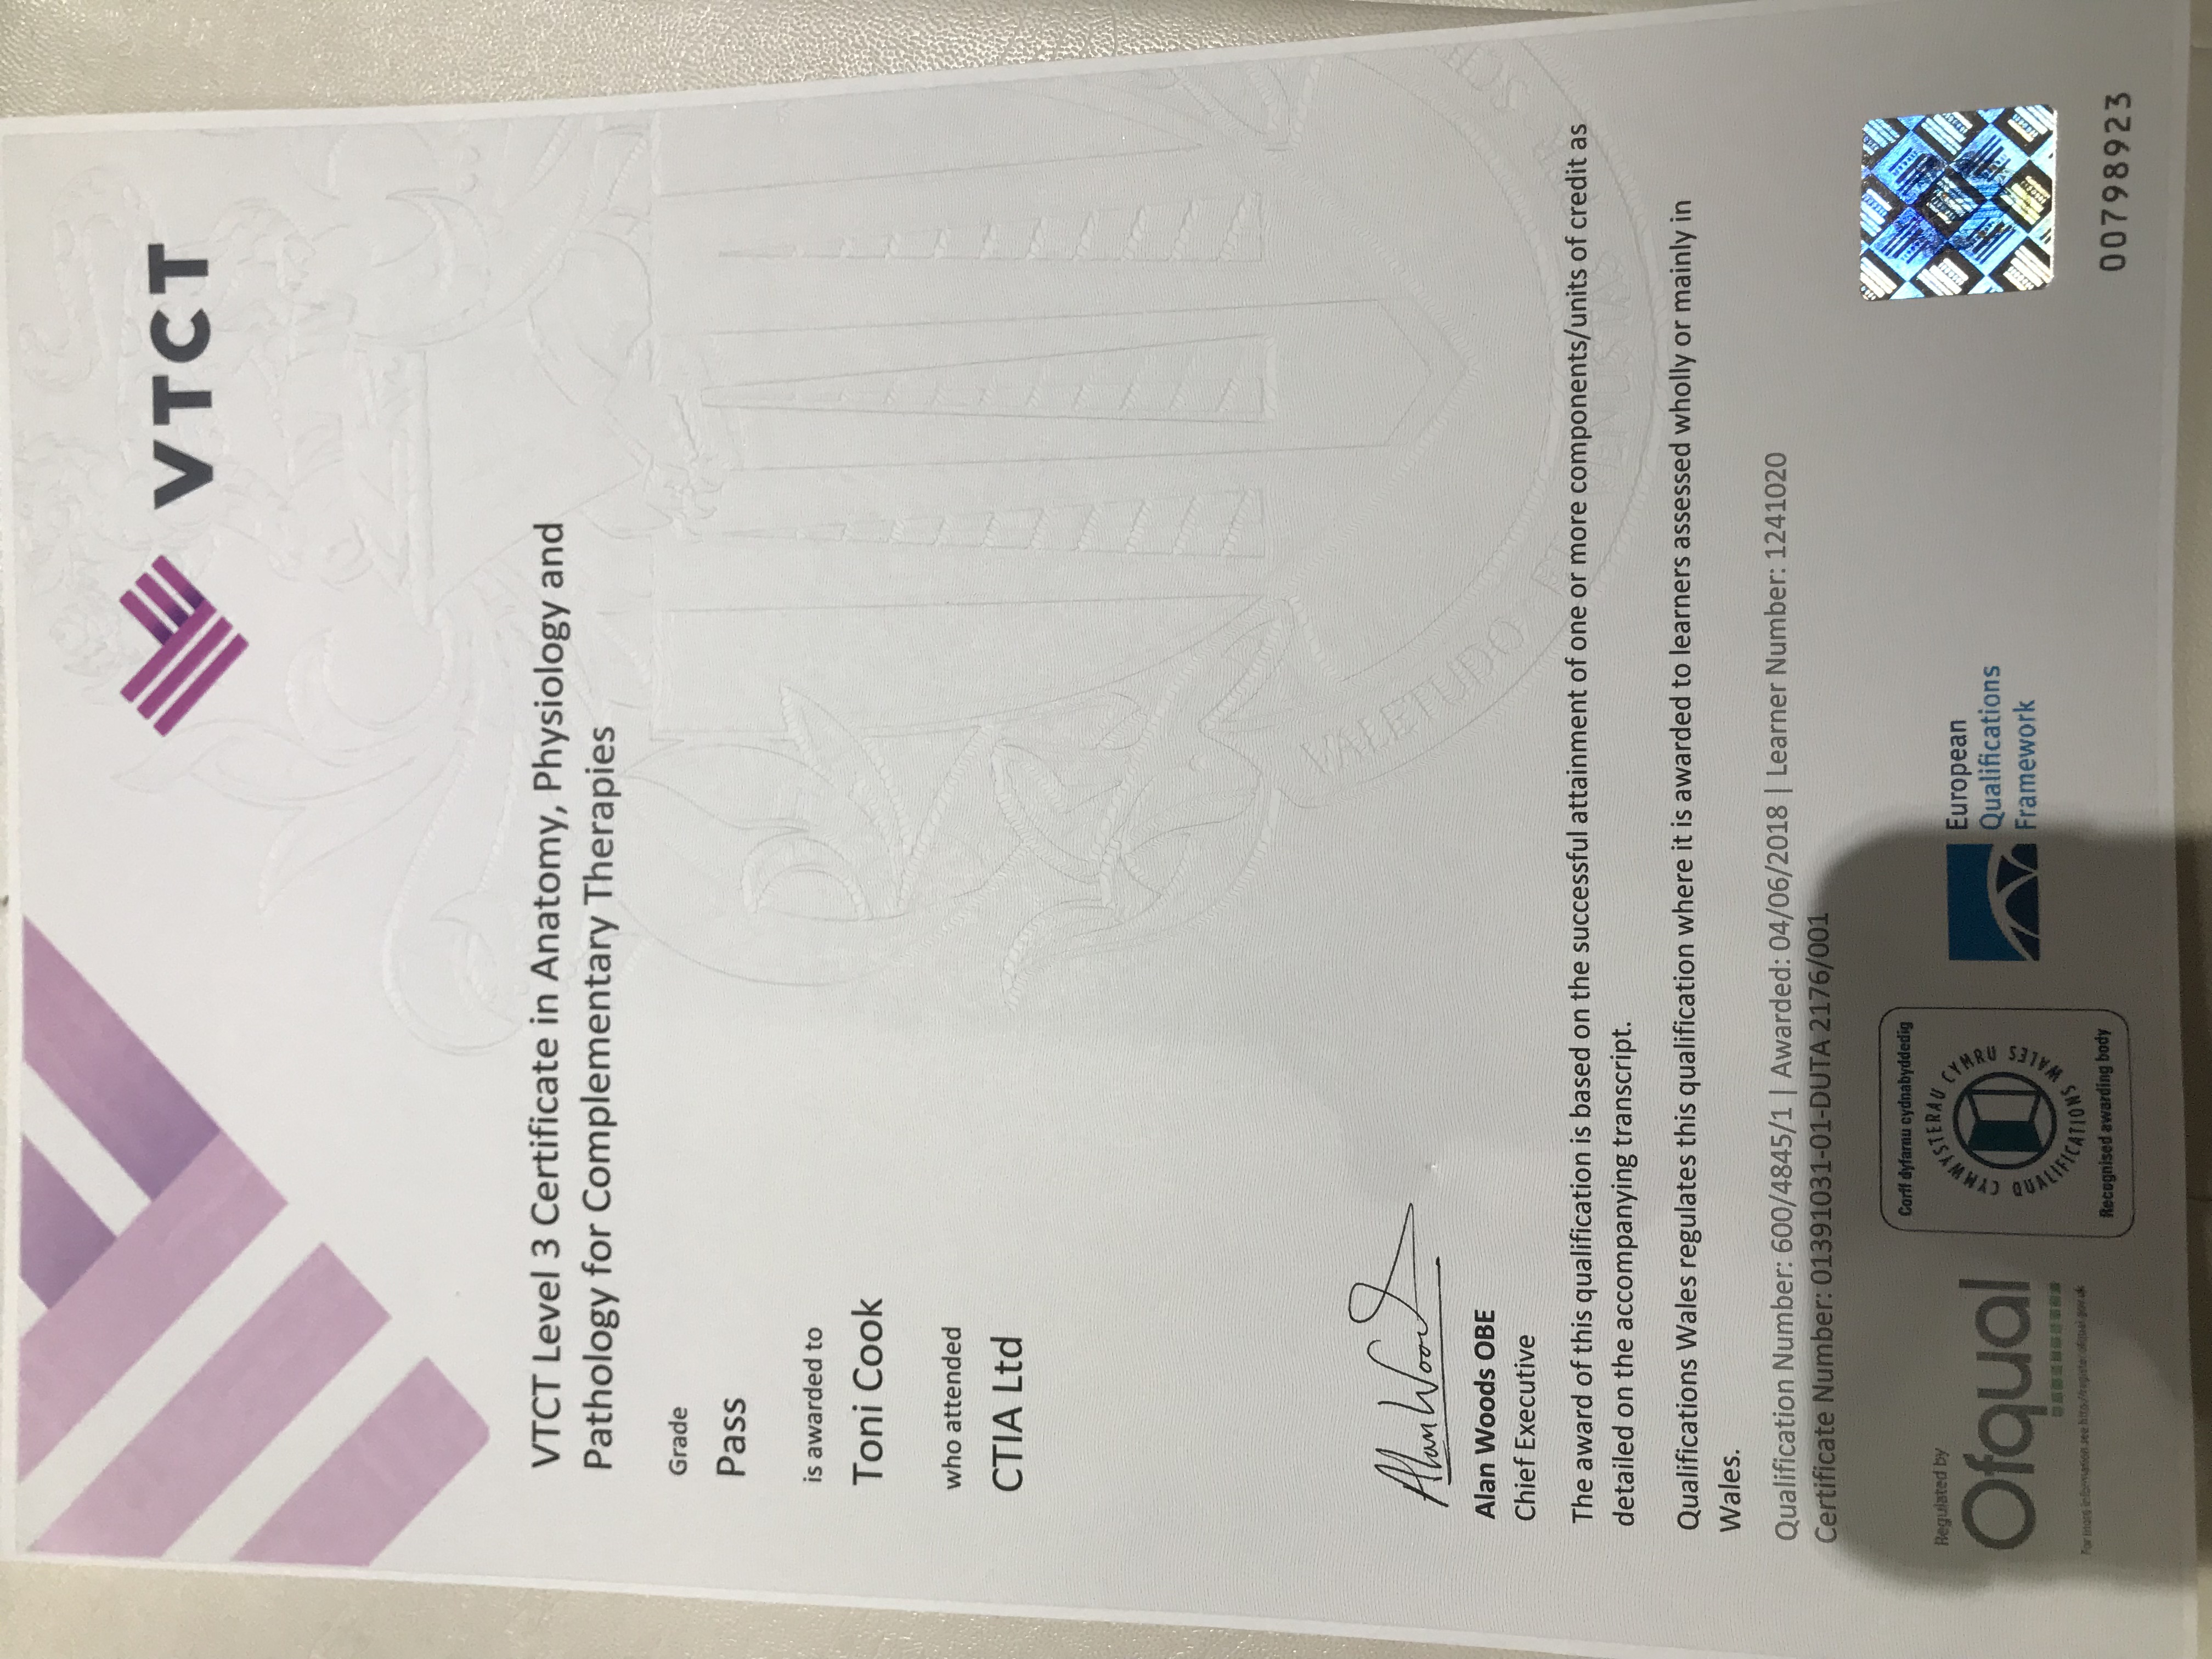 VTCT
VTCT Level 3 Certificate in Anatomy, Physiology and
Pathology for Complementary Therapies
Grade
Pass
is awarded to
Toni Cook
who attended
CTIA Ltd
Alan Woods
Alan Woods OBE
Chief Executive
VALETUDO ET VENUSTAS PER SCI
The award of this qualification is based on the successful attainment of one or more components/units of credit as
detailed on the accompanying transcript.
Qualifications Wales regulates this qualification where it is awarded to learners assessed wholly or mainly in
Wales.
Qualification Number: 600/4845/1 | Awarded: 04/06/2018 | Learner Number: 1241020
Certificate Number: 01391031-01-DUTA 2176/001
Regulated by
Ofqual
For more information see http://register.ofqual.gov.uk
Corff dyfarnu cydnabyddedig
CYMWYSTERAU CYMRU
QUALIFICATIONS WALES
Recognised awarding body
European
Qualifications
Framework
00798923